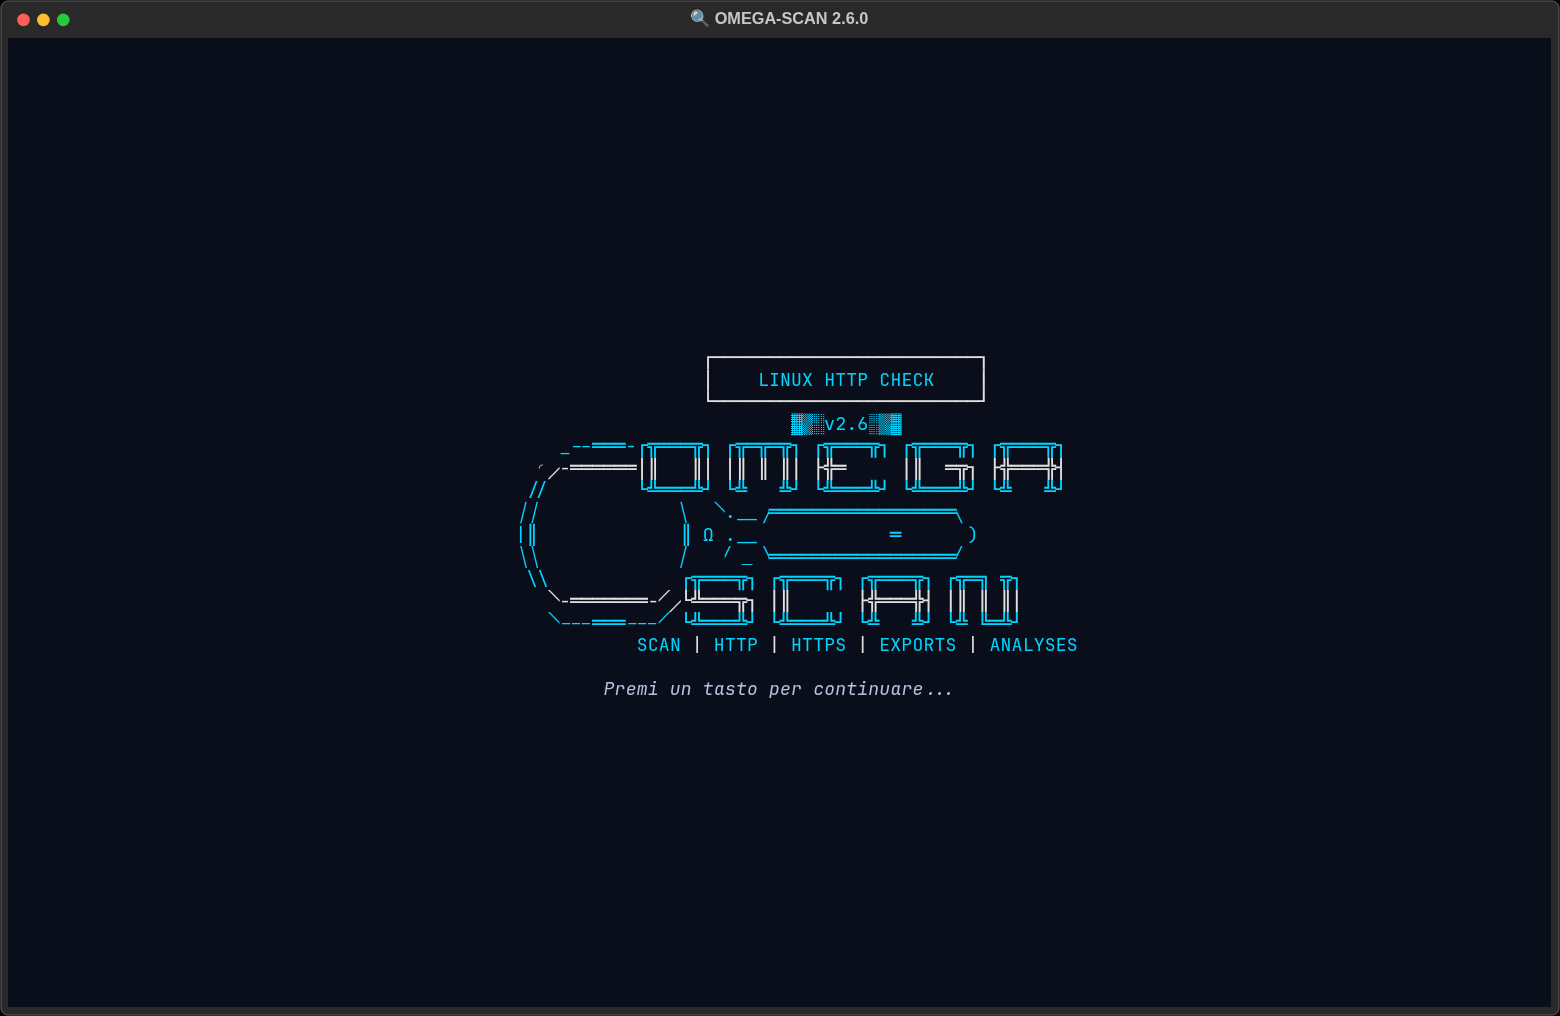 🔍 OMEGA-SCAN 2.6.0
LINUX HTTP CHECK
v2.6
OMEGA
Ω
SCAN
SCAN | HTTP | HTTPS | EXPORTS | ANALYSES
Premi un tasto per continuare...